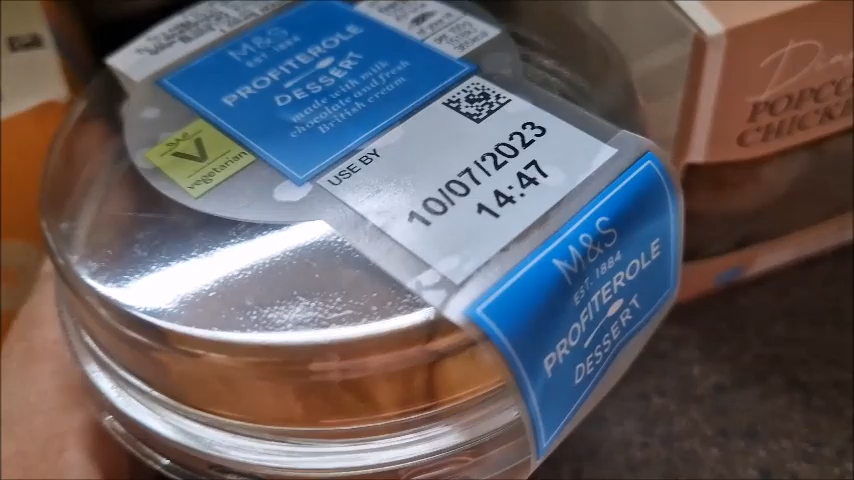 M&S
EST. 1884
PROFITEROLE
DESSERT
made with milk
chocolate and fresh
British cream
V
vegetarian
USE BY
10/07/2023
14:47
M&S
EST. 1884
PROFITEROLE
DESSERT
POPCO
CHICK